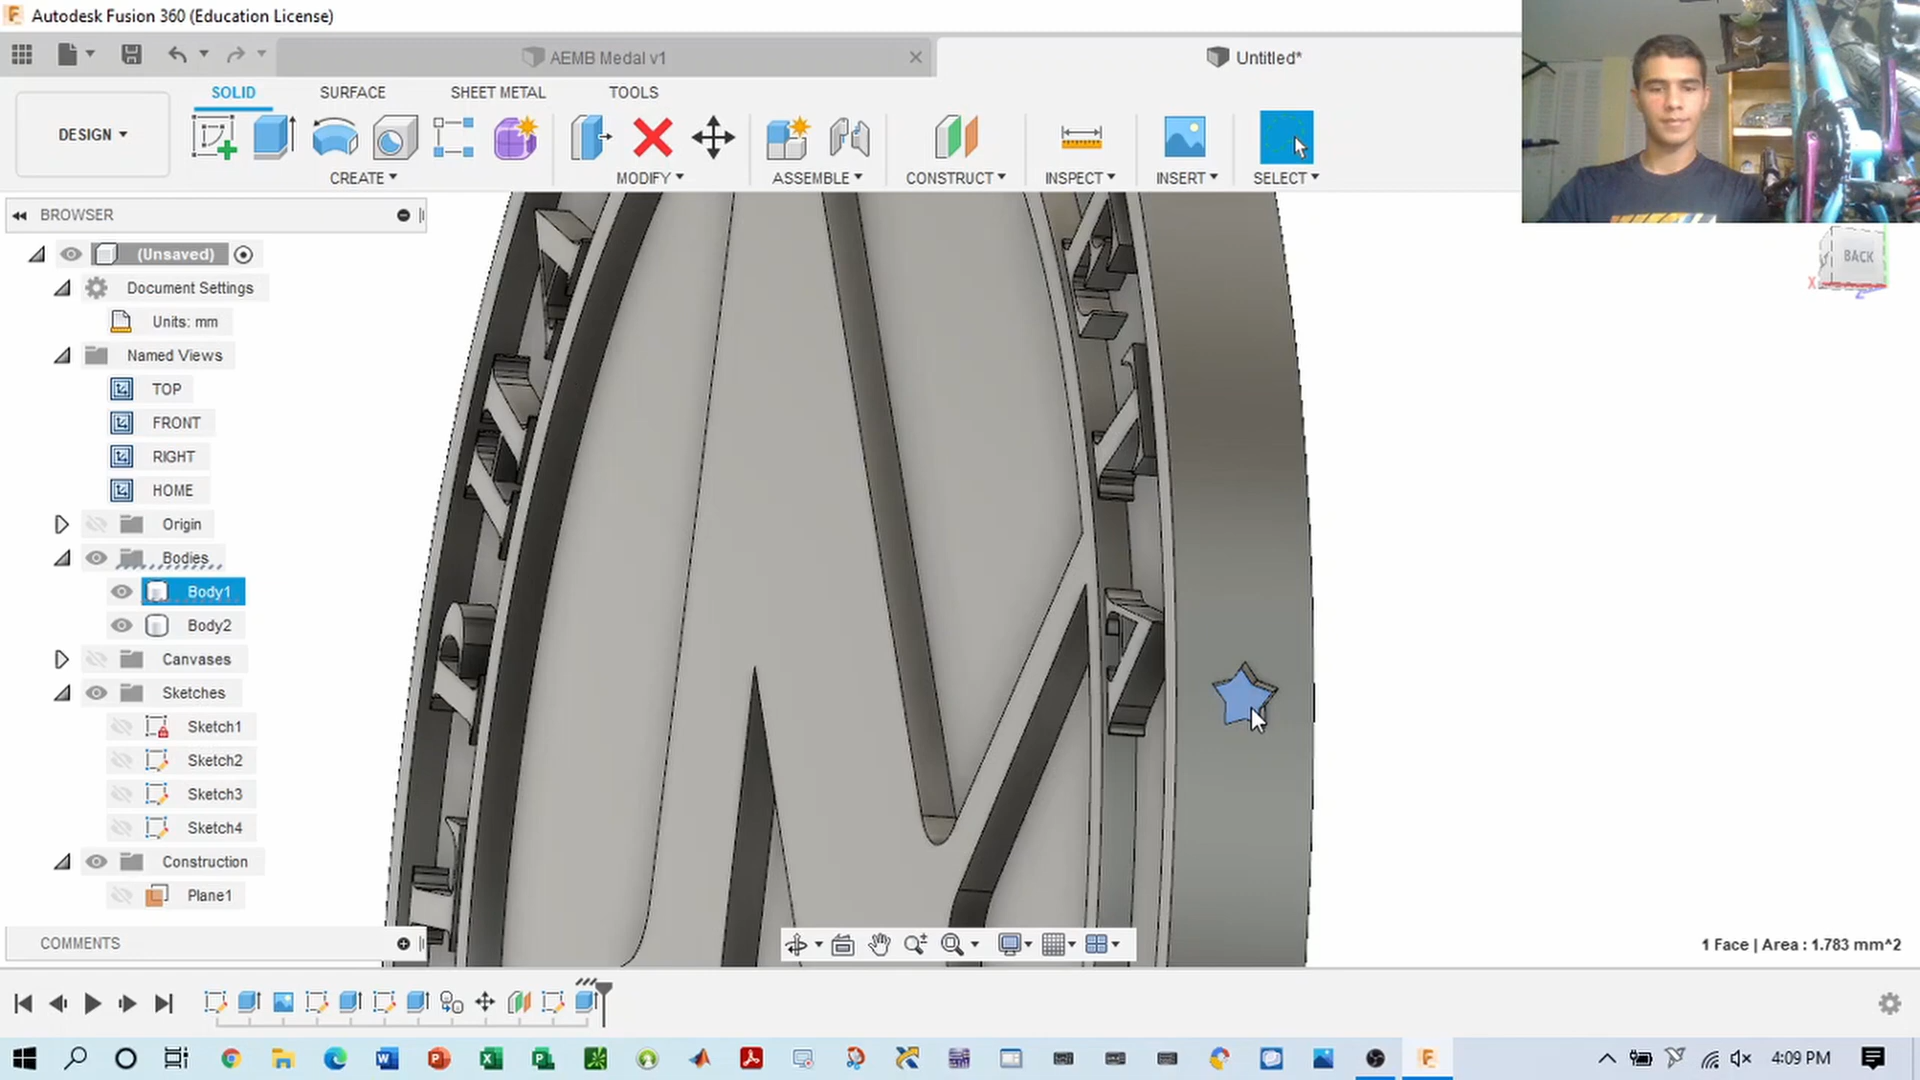 Autodesk Fusion 360 (Education License)
AEMB Medal v1
Untitled*
SOLID
SURFACE
SHEET METAL
TOOLS
DESIGN
CREATE
MODIFY
ASSEMBLE
CONSTRUCT
INSPECT
INSERT
SELECT
BROWSER
BACK
X
Z
(Unsaved)
Document Settings
Units: mm
Named Views
TOP
FRONT
RIGHT
HOME
Origin
Bodies
Body1
Body2
Canvases
Sketches
Sketch1
Sketch2
Sketch3
Sketch4
Construction
Plane1
COMMENTS
1 Face | Area : 1.783 mm^2
4:09 PM